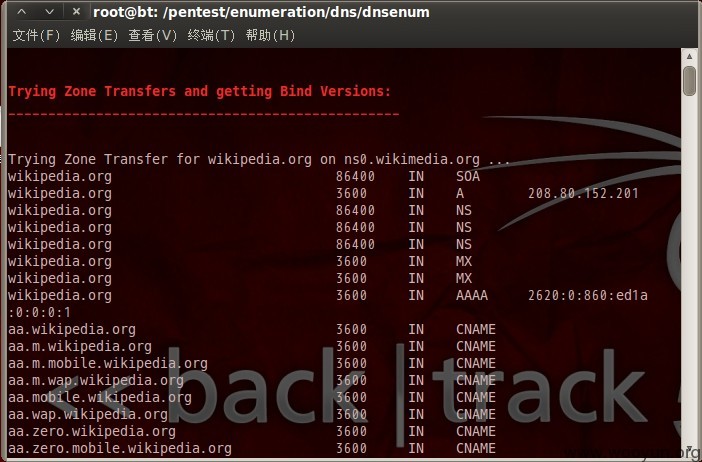 root@bt: /pentest/enumeration/dns/dnsenum
文件(F) 编辑(E) 查看(V) 终端(T) 帮助(H)
Trying Zone Transfers and getting Bind Versions:
Trying Zone Transfer for wikipedia.org on ns0.wikimedia.org ...
wikipedia.org 86400 IN SOA
wikipedia.org 3600 IN A 208.80.152.201
wikipedia.org 86400 IN NS
wikipedia.org 86400 IN NS
wikipedia.org 86400 IN NS
wikipedia.org 3600 IN MX
wikipedia.org 3600 IN MX
wikipedia.org 3600 IN AAAA 2620:0:860:ed1a
:0:0:0:1
aa.wikipedia.org 3600 IN CNAME
aa.m.wikipedia.org 3600 IN CNAME
aa.m.mobile.wikipedia.org 3600 IN CNAME
aa.m.wap.wikipedia.org 3600 IN CNAME
aa.mobile.wikipedia.org 3600 IN CNAME
aa.wap.wikipedia.org 3600 IN CNAME
aa.zero.wikipedia.org 3600 IN CNAME
aa.zero.mobile.wikipedia.org 3600 IN CNAME
<< back|track